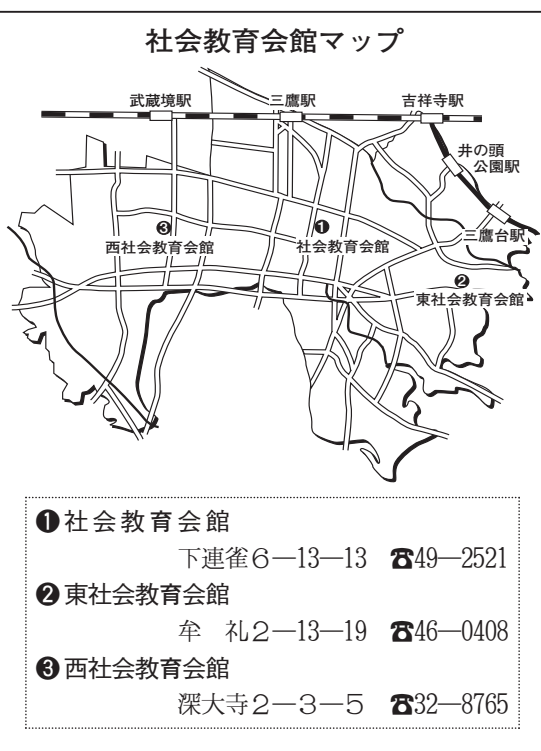 社会教育会館マップ
武蔵境駅
三鷹駅
吉祥寺駅
井の頭
公園駅
三鷹台駅
❸
西社会教育会館
❶
社会教育会館
❷
東社会教育会館
❶社会教育会館
下連雀6―13―13 ☎49―2521
❷東社会教育会館
牟 礼2―13―19 ☎46―0408
❸西社会教育会館
深大寺2―3―5 ☎32―8765